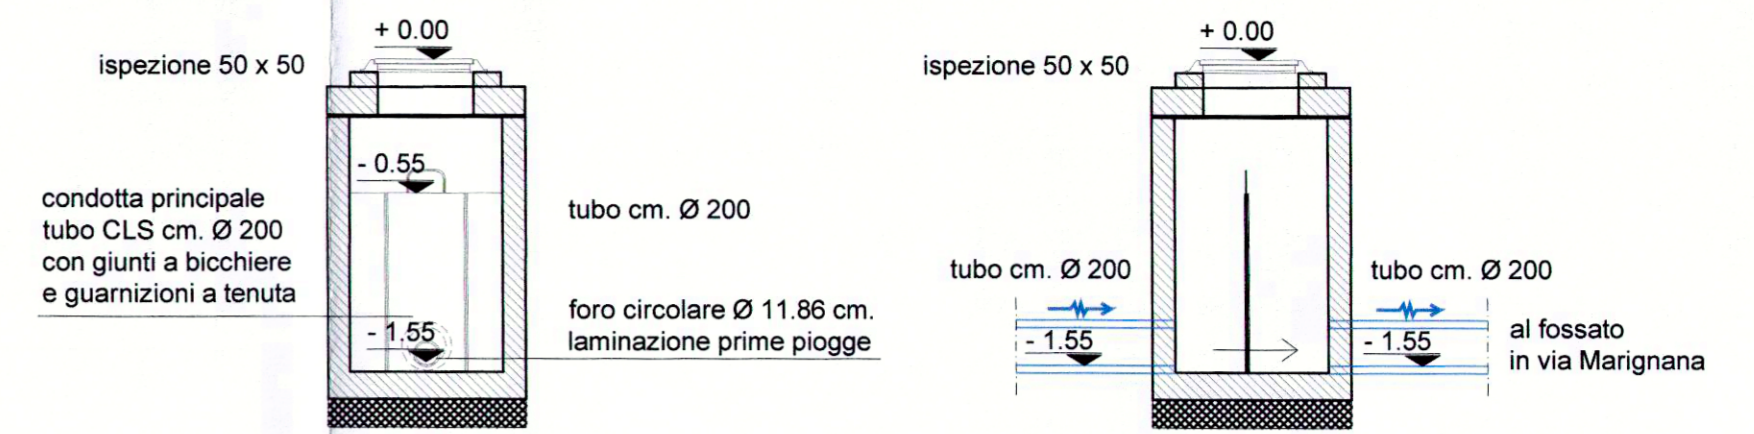 + 0.00
ispezione 50 x 50
- 0.55
condotta principale
tubo CLS cm. Ø 200
con giunti a bicchiere
e guarnizioni a tenuta
- 1.55
tubo cm. Ø 200
foro circolare Ø 11.86 cm.
laminazione prime piogge
+ 0.00
ispezione 50 x 50
tubo cm. Ø 200
- 1.55
tubo cm. Ø 200
- 1.55
al fossato
in via Marignana